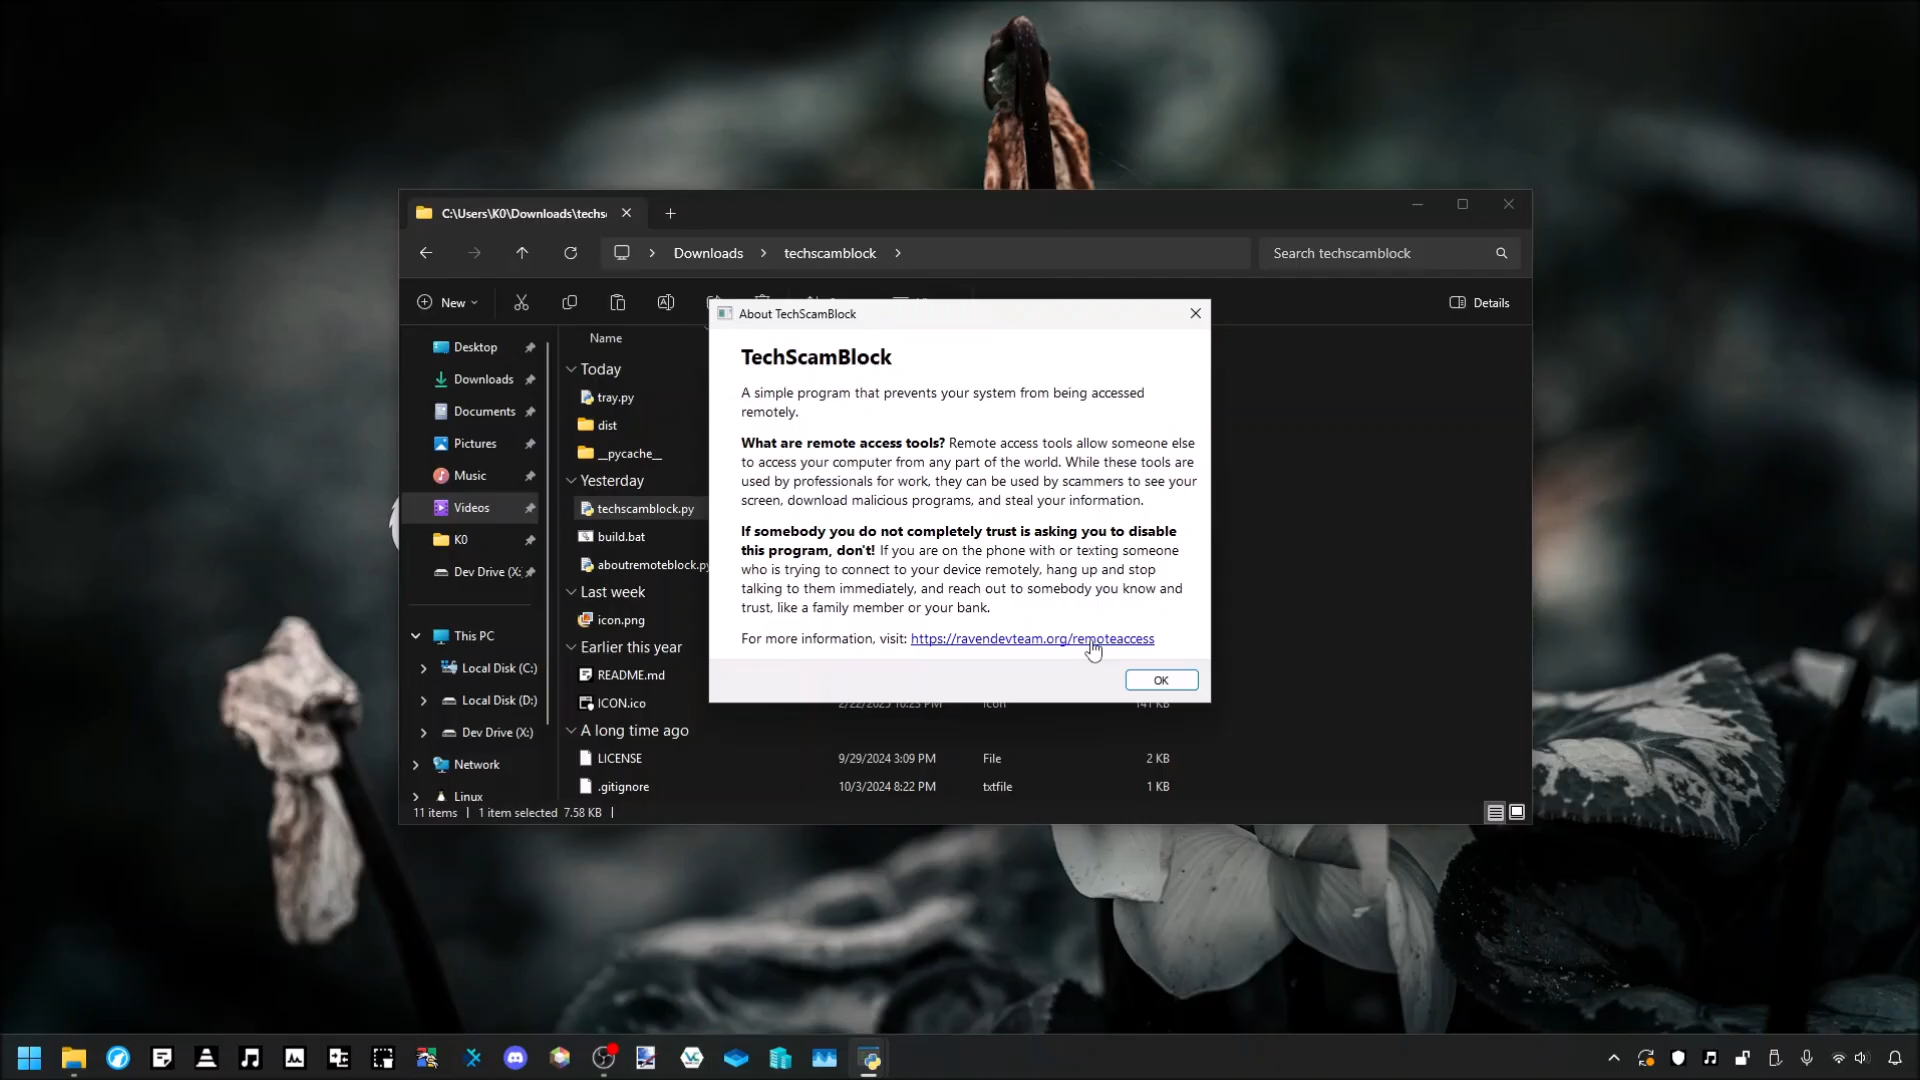 C:\Users\K0\Downloads\techs
Downloads
techscamblock
Search techscamblock
New
Details
Name
Desktop
Downloads
Documents
Pictures
Music
Videos
K0
Dev Drive (X:
This PC
Local Disk (C:)
Local Disk (D:)
Dev Drive (X:)
Network
Linux
Today
tray.py
dist
__pycache__
Yesterday
techscamblock.py
build.bat
aboutremoteblock.py
Last week
icon.png
Earlier this year
README.md
ICON.ico
2/22/2025 10:23 PM
Icon
141 KB
A long time ago
LICENSE
9/29/2024 3:09 PM
File
2 KB
.gitignore
10/3/2024 8:22 PM
txtfile
1 KB
11 items
1 item selected 7.58 KB
About TechScamBlock
TechScamBlock
A simple program that prevents your system from being accessed
remotely.
What are remote access tools? Remote access tools allow someone else
to access your computer from any part of the world. While these tools are
used by professionals for work, they can be used by scammers to see your
screen, download malicious programs, and steal your information.
If somebody you do not completely trust is asking you to disable
this program, don't! If you are on the phone with or texting someone
who is trying to connect to your device remotely, hang up and stop
talking to them immediately, and reach out to somebody you know and
trust, like a family member or your bank.
For more information, visit: https://ravendevteam.org/remoteaccess
OK